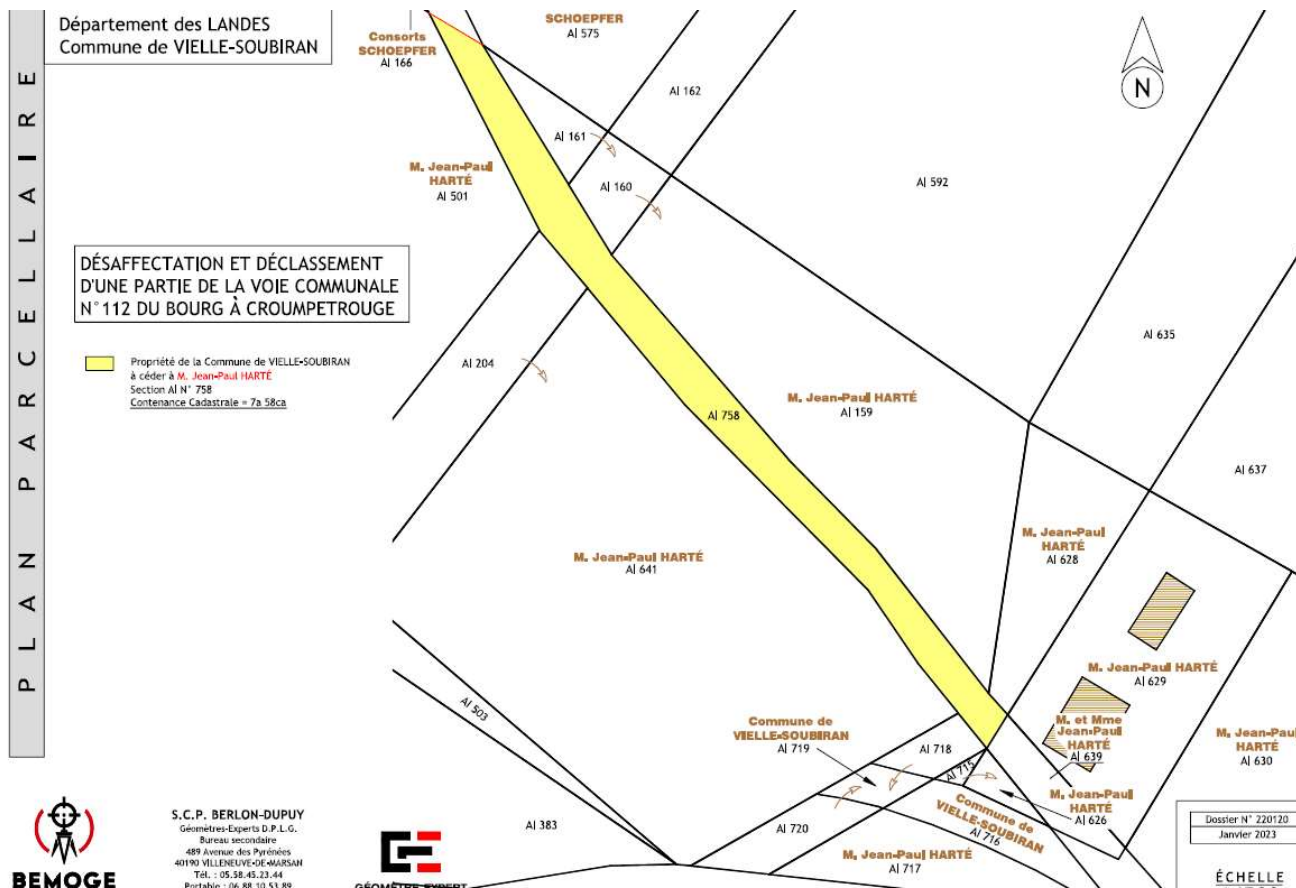 PLAN PARCELLAIRE
Département des LANDES
Commune de VIELLE-SOUBIRAN
Consorts
SCHOEPFER
AI 166
SCHOEPFER
AI 575
AI 162
AI 161
AI 160
M. Jean-Paul
HARTÉ
AI 501
AI 592
N
DÉSAFFECTATION ET DÉCLASSEMENT
D'UNE PARTIE DE LA VOIE COMMUNALE
N°112 DU BOURG À CROUMPETROUGE
Propriété de la Commune de VIELLE-SOUBIRAN
à céder à M. Jean-Paul HARTÉ
Section AI N° 758
Contenance Cadastrale = 7a 58ca
AI 204
AI 635
M. Jean-Paul HARTÉ
AI 159
AI 758
AI 637
M. Jean-Paul
HARTÉ
AI 628
M. Jean-Paul HARTÉ
AI 641
M. Jean-Paul HARTÉ
AI 629
AI 503
Commune de
VIELLE-SOUBIRAN
AI 719
AI 718
AI 715
M. et Mme
Jean-Paul
HARTÉ
AI 639
M. Jean-Paul
HARTÉ
AI 630
M. Jean-Paul
HARTÉ
AI 626
Commune de
VIELLE-SOUBIRAN
AI 716
AI 720
AI 383
M. Jean-Paul HARTÉ
AI 717
BEMOGE
S.C.P. BERLON-DUPUY
Géomètres-Experts D.P.L.G.
Bureau secondaire
489 Avenue des Pyrénées
40190 VILLENEUVE-DE-MARSAN
Tél. : 05.58.45.23.44
Portable : 06.88.10.53.89
GÉOMÈTRE-EXPERT
Dossier N° 220120
Janvier 2023
ÉCHELLE